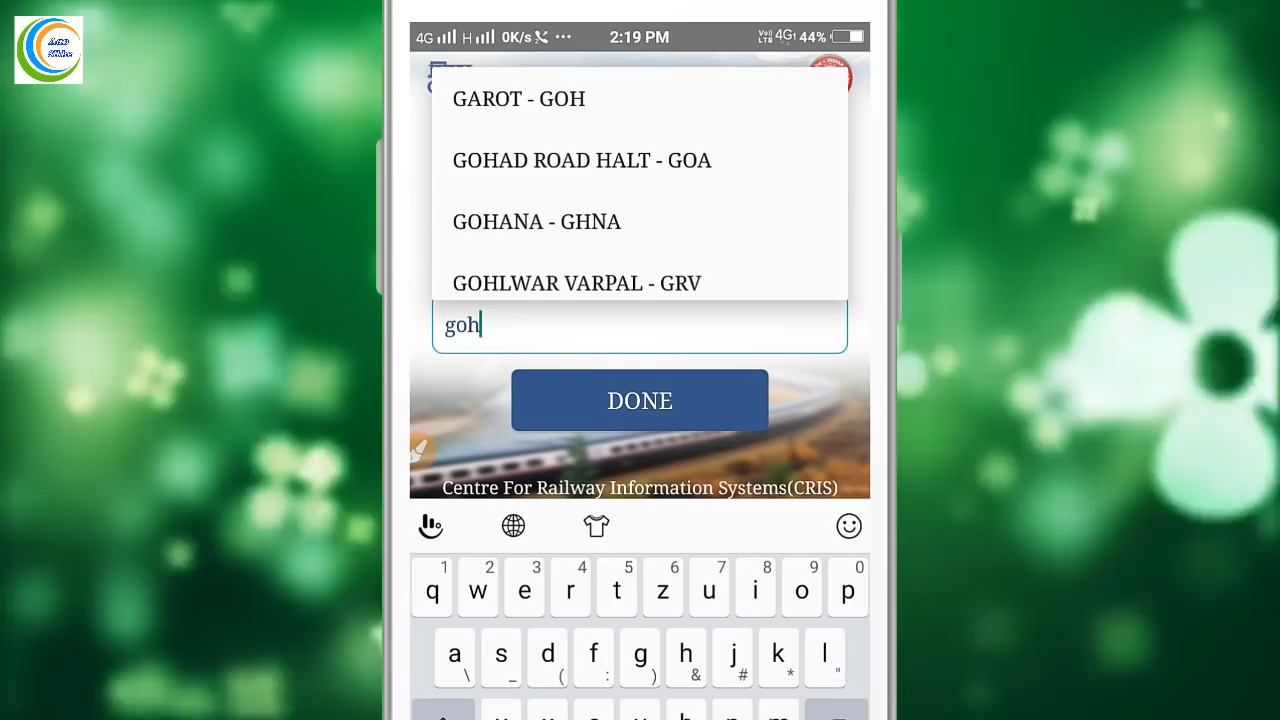 4G H 0K/s ... 2:19 PM VoLTE 4G 44%
GAROT - GOH
GOHAD ROAD HALT - GOA
GOHANA - GHNA
GOHLWAR VARPAL - GRV
goh
DONE
Centre For Railway Information Systems(CRIS)
1 2 3 4 5 6 7 8 9 0
q w e r t z u i o p
a s d f g h j k l
\ _ ( : ) & # * "